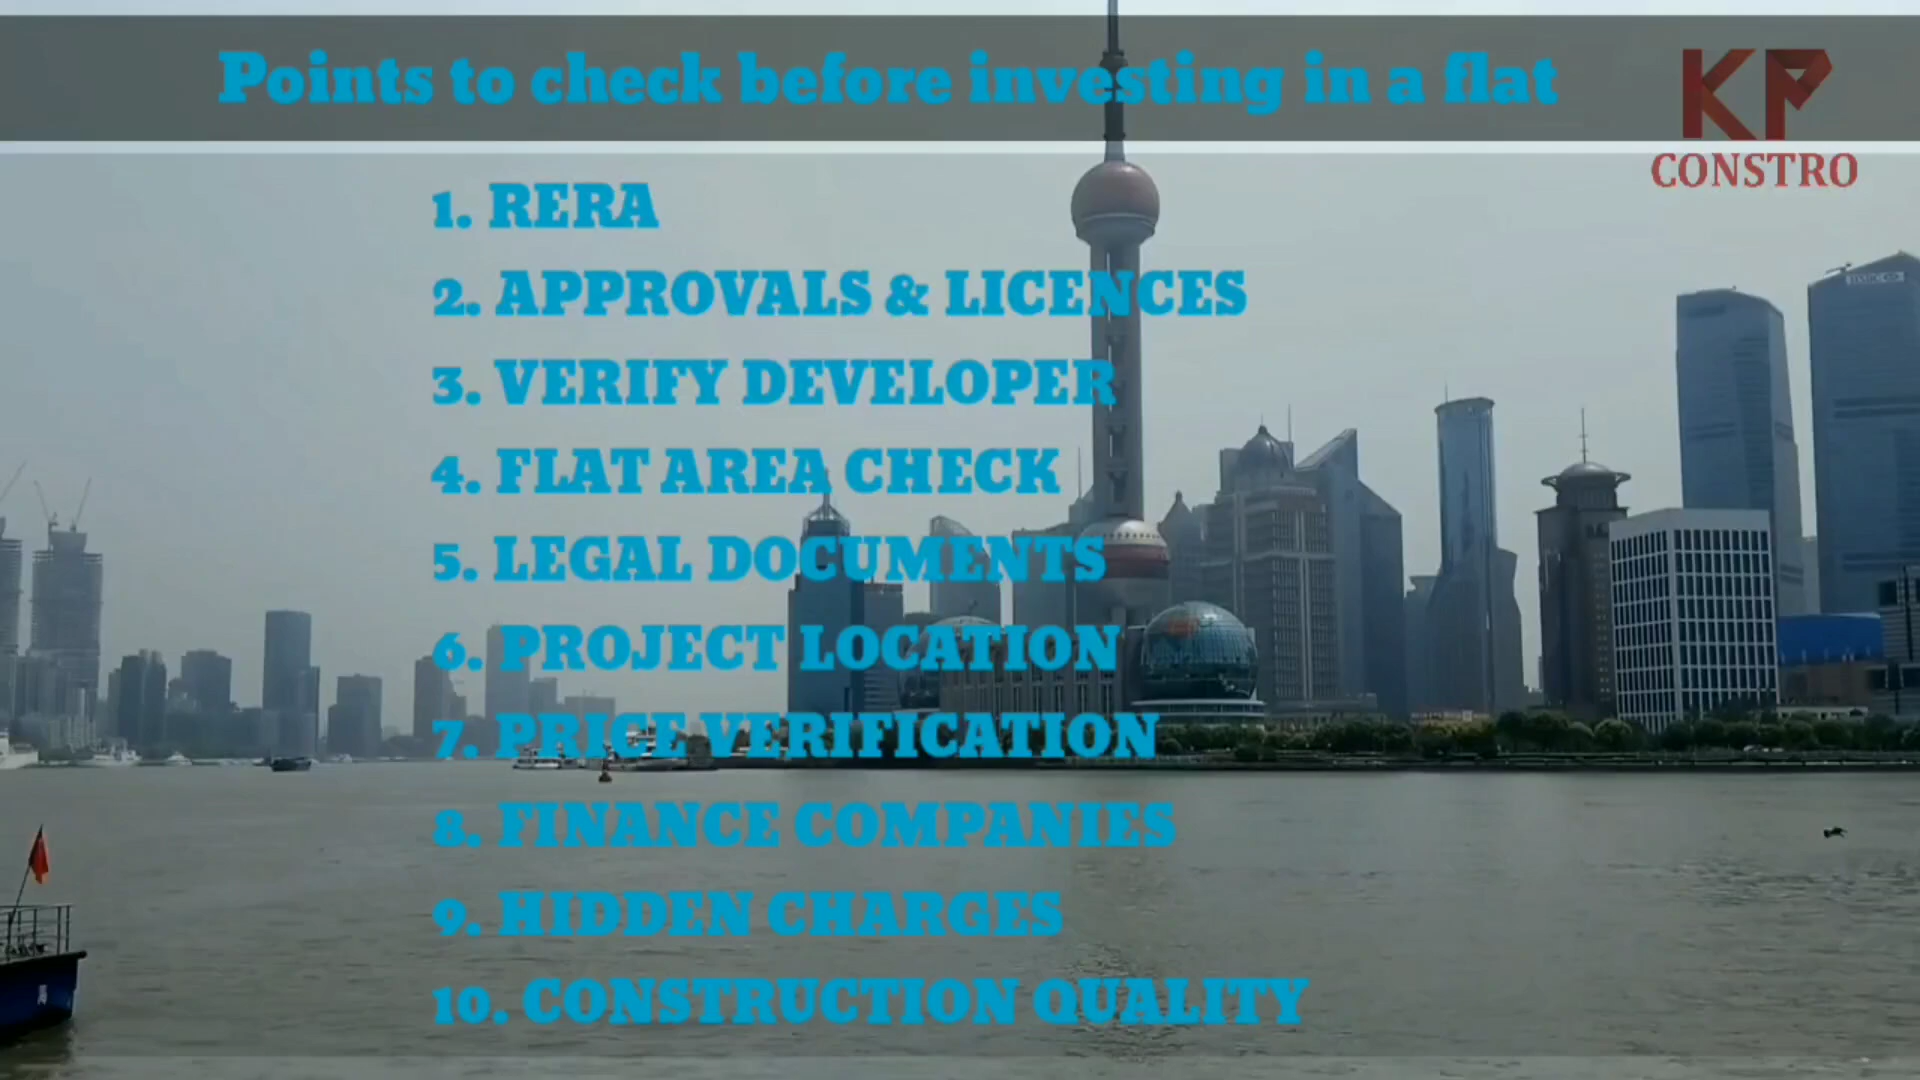 Points to check before investing in a flat
KP
CONSTRO
1. RERA
2. APPROVALS & LICENCES
3. VERIFY DEVELOPER
4. FLAT AREA CHECK
5. LEGAL DOCUMENTS
6. PROJECT LOCATION
7. PRICE VERIFICATION
8. FINANCE COMPANIES
9. HIDDEN CHARGES
10. CONSTRUCTION QUALITY
HSBC